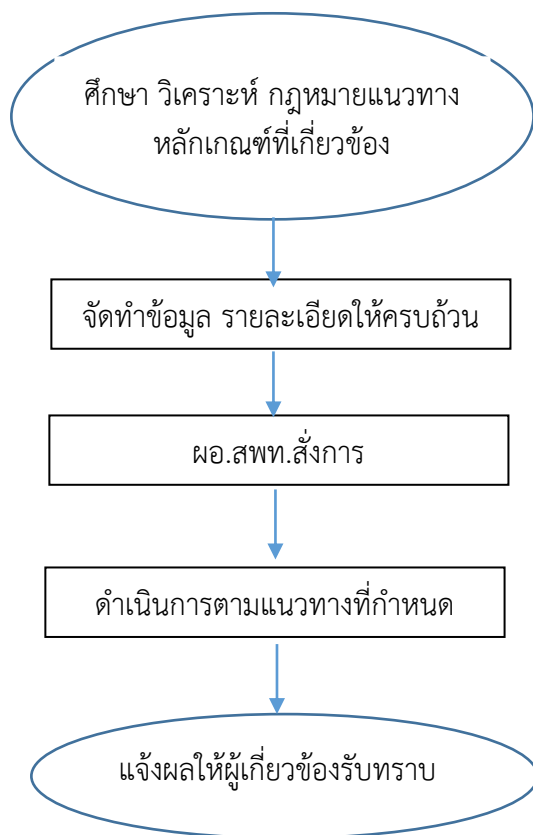 ศึกษา วิเคราะห์ กฎหมายแนวทาง
หลักเกณฑ์ที่เกี่ยวข้อง
จัดทำข้อมูล รายละเอียดให้ครบถ้วน
ผอ.สพท.สั่งการ
ดำเนินการตามแนวทางที่กำหนด
แจ้งผลให้ผู้เกี่ยวข้องรับทราบ